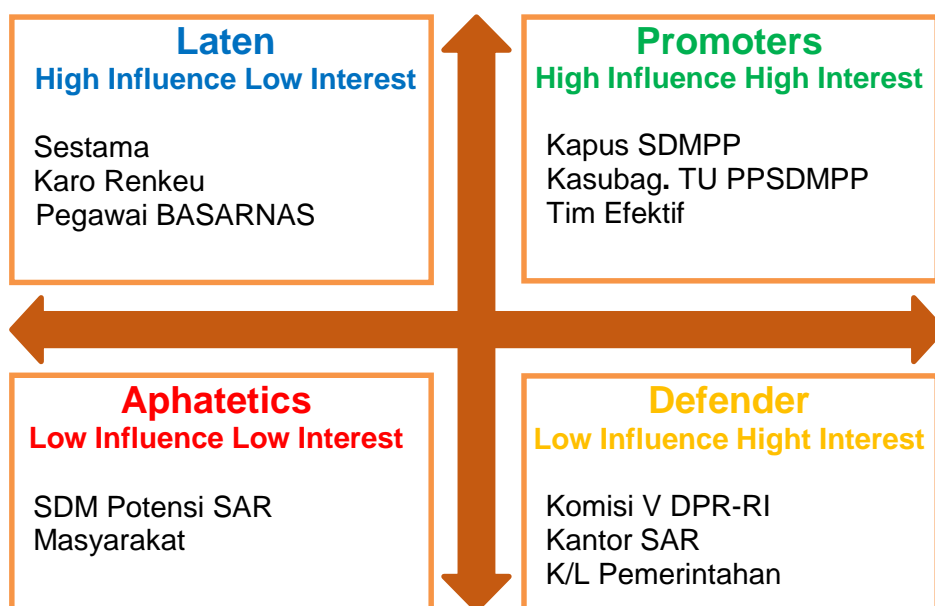 Laten
High Influence Low Interest
Sestama
Karo Renkeu
Pegawai BASARNAS
Promoters
High Influence High Interest
Kapus SDMPP
Kasubag. TU PPSDMPP
Tim Efektif
Aphatetics
Low Influence Low Interest
SDM Potensi SAR
Masyarakat
Defender
Low Influence Hight Interest
Komisi V DPR-RI
Kantor SAR
K/L Pemerintahan